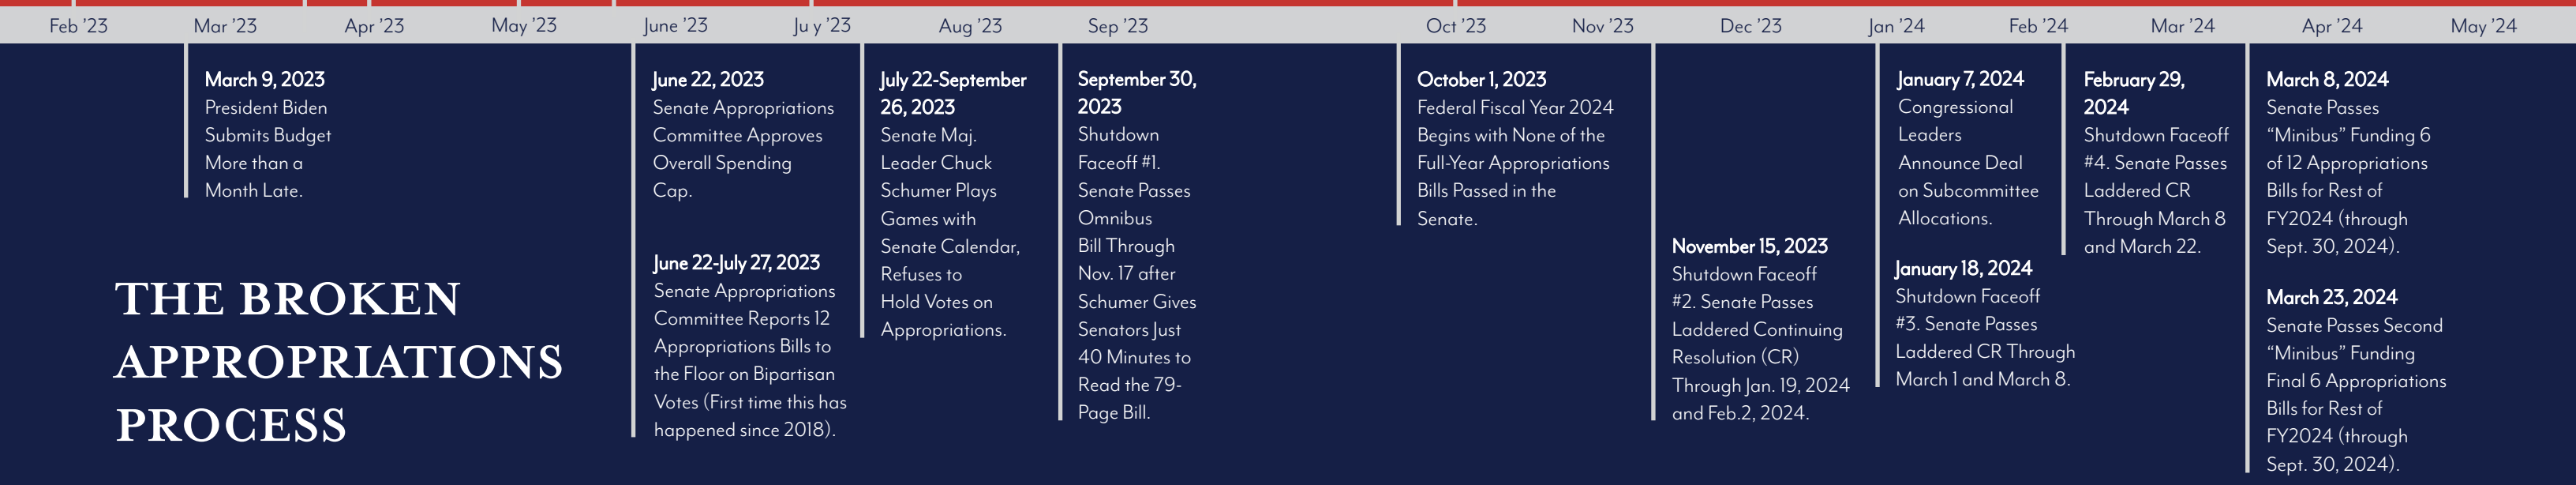 Feb ’23
Mar ’23
Apr ’23
May ’23
June ’23
Ju y ’23
Aug ’23
Sep ’23
Oct ’23
Nov ’23
Dec ’23
Jan ’24
Feb ’24
Mar ’24
Apr ’24
May ’24
March 9, 2023
President Biden
Submits Budget
More than a
Month Late.
THE BROKEN
APPROPRIATIONS
PROCESS
June 22, 2023
Senate Appropriations
Committee Approves
Overall Spending
Cap.
June 22-July 27, 2023
Senate Appropriations
Committee Reports 12
Appropriations Bills to
the Floor on Bipartisan
Votes (First time this has
happened since 2018).
July 22-September
26, 2023
Senate Maj.
Leader Chuck
Schumer Plays
Games with
Senate Calendar,
Refuses to
Hold Votes on
Appropriations.
September 30,
2023
Shutdown
Faceoff #1.
Senate Passes
Omnibus
Bill Through
Nov. 17 after
Schumer Gives
Senators Just
40 Minutes to
Read the 79-
Page Bill.
October 1, 2023
Federal Fiscal Year 2024
Begins with None of the
Full-Year Appropriations
Bills Passed in the
Senate.
November 15, 2023
Shutdown Faceoff
#2. Senate Passes
Laddered Continuing
Resolution (CR)
Through Jan. 19, 2024
and Feb.2, 2024.
January 7, 2024
Congressional
Leaders
Announce Deal
on Subcommittee
Allocations.
January 18, 2024
Shutdown Faceoff
#3. Senate Passes
Laddered CR Through
March 1 and March 8.
February 29,
2024
Shutdown Faceoff
#4. Senate Passes
Laddered CR
Through March 8
and March 22.
March 8, 2024
Senate Passes
“Minibus” Funding 6
of 12 Appropriations
Bills for Rest of
FY2024 (through
Sept. 30, 2024).
March 23, 2024
Senate Passes Second
“Minibus” Funding
Final 6 Appropriations
Bills for Rest of
FY2024 (through
Sept. 30, 2024).